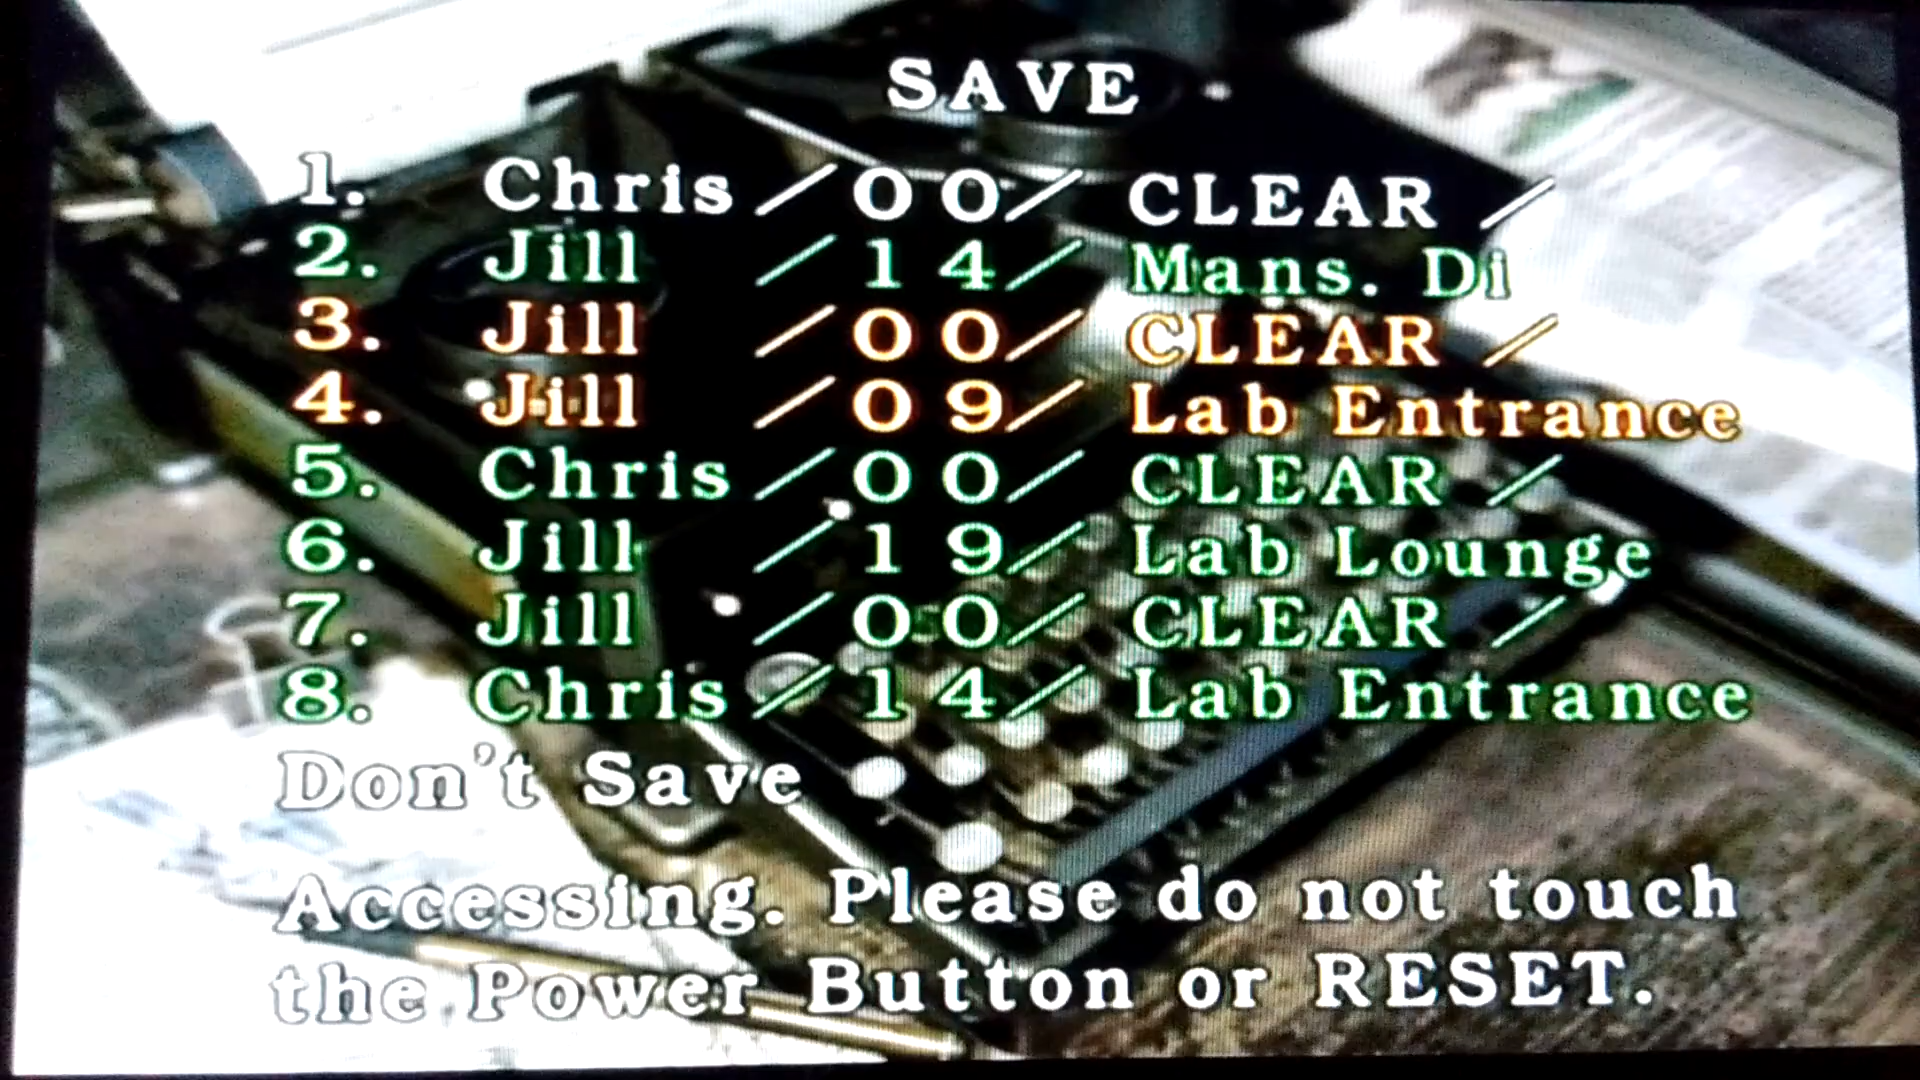 SAVE
1. Chris / 00 / CLEAR /
2. Jill / 14 / Mans. Di
3. Jill / 00 / CLEAR /
4. Jill / 09 / Lab Entrance
5. Chris / 00 / CLEAR /
6. Jill / 19 / Lab Lounge
7. Jill / 00 / CLEAR /
8. Chris / 14 / Lab Entrance
Don't Save
Accessing. Please do not touch
the Power Button or RESET.